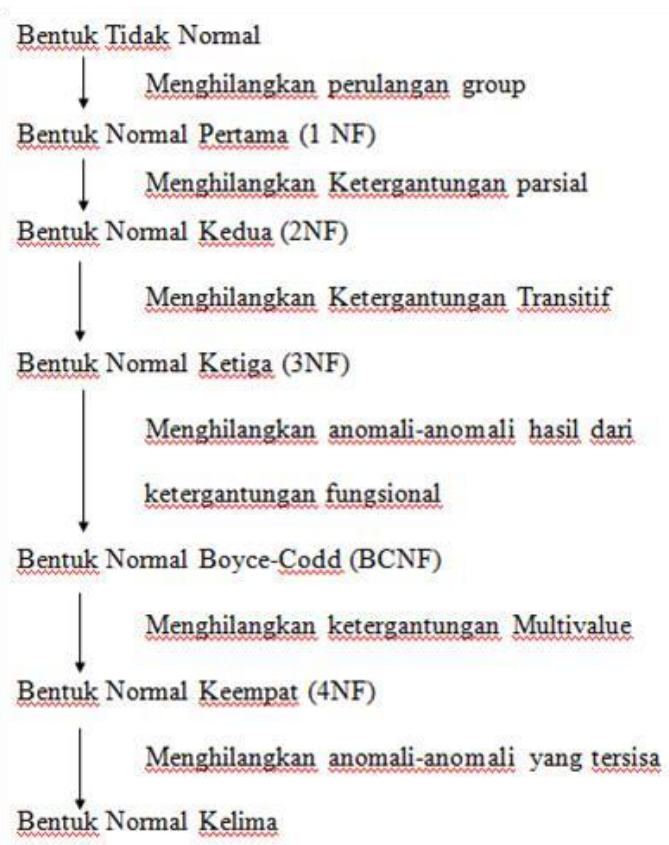 Bentuk Tidak Normal
Menghilangkan perulangan group
Bentuk Normal Pertama (1 NF)
Menghilangkan Ketergantungan parsial
Bentuk Normal Kedua (2NF)
Menghilangkan Ketergantungan Transitif
Bentuk Normal Ketiga (3NF)
Menghilangkan anomali-anomali hasil dari
ketergantungan fungsional
Bentuk Normal Boyce-Codd (BCNF)
Menghilangkan ketergantungan Multivalue
Bentuk Normal Keempat (4NF)
Menghilangkan anomali-anomali yang tersisa
Bentuk Normal Kelima